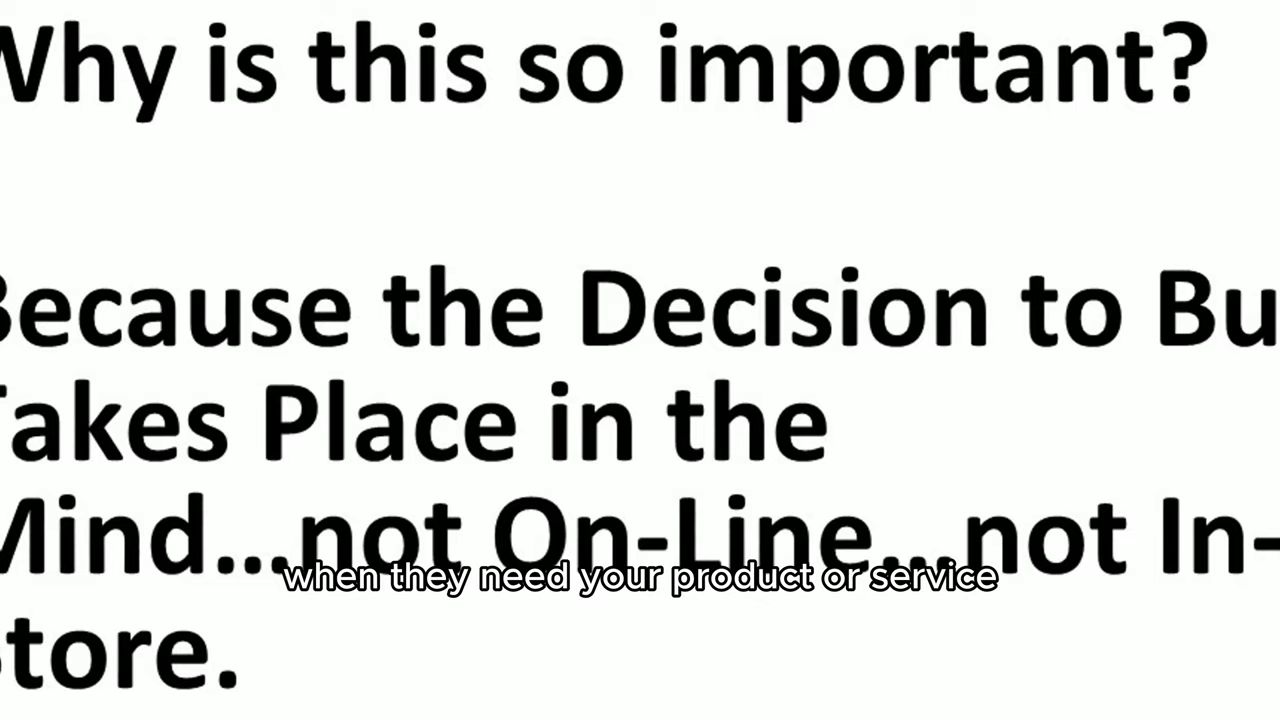 Why is this so important?
Because the Decision to Bu
Takes Place in the
Mind...not On-Line...not In-
when they need your product or service
Store.